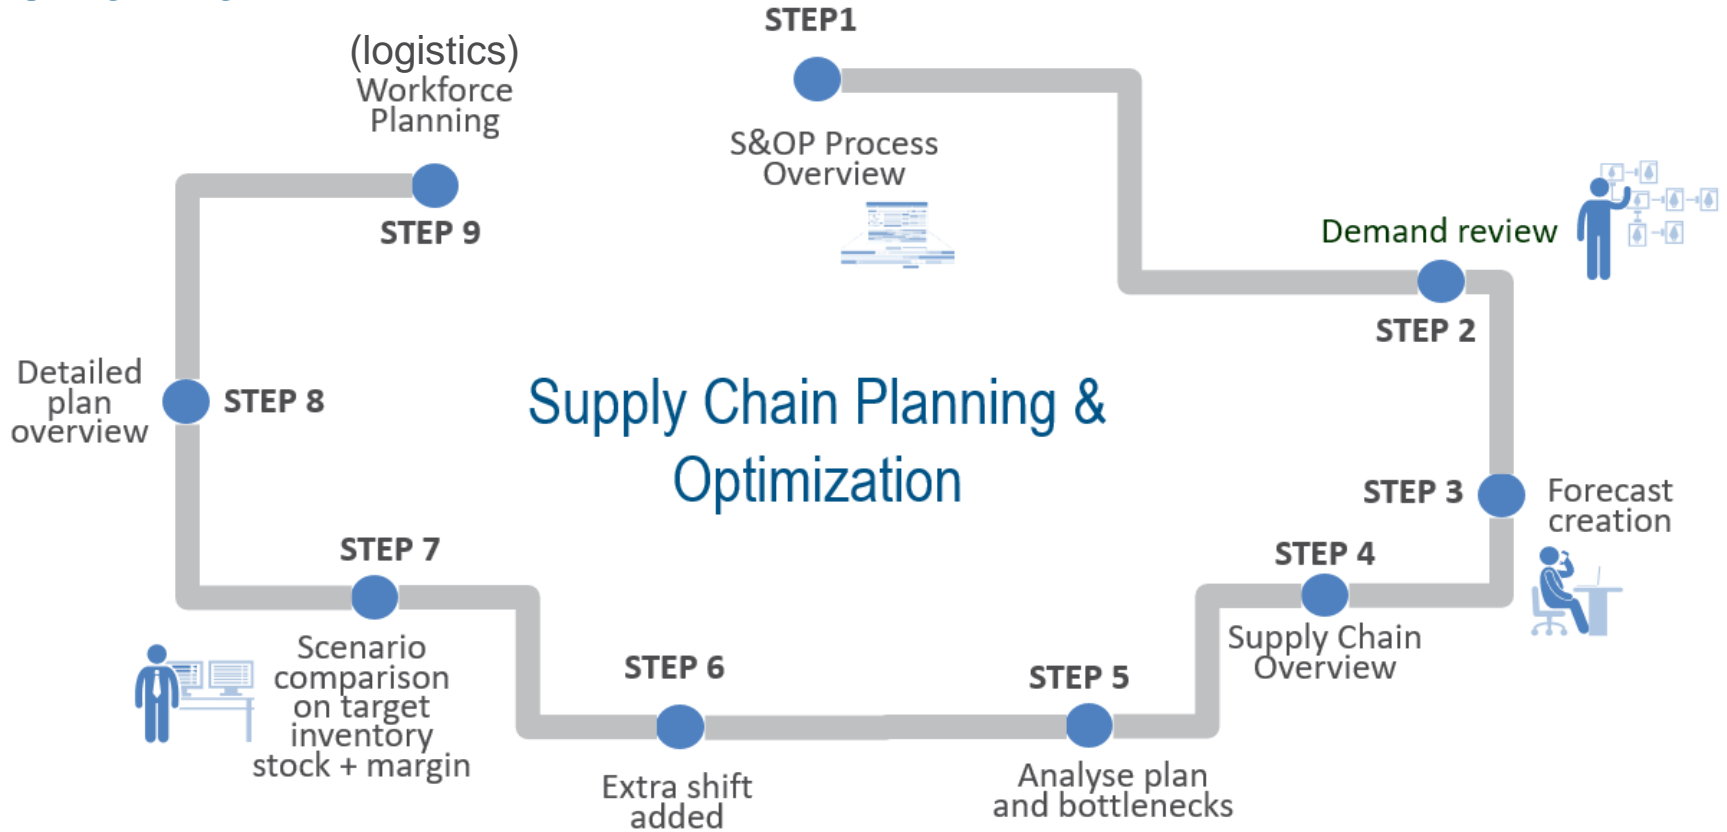 STEP1
S&OP Process
Overview
Demand review
STEP 2
STEP 3
Forecast
creation
STEP 4
Supply Chain
Overview
STEP 5
Analyse plan
and bottlenecks
STEP 6
Extra shift
added
STEP 7
Scenario
comparison
on target
inventory
stock + margin
STEP 8
Detailed
plan
overview
(logistics)
Workforce
Planning
STEP 9
Supply Chain Planning &
Optimization